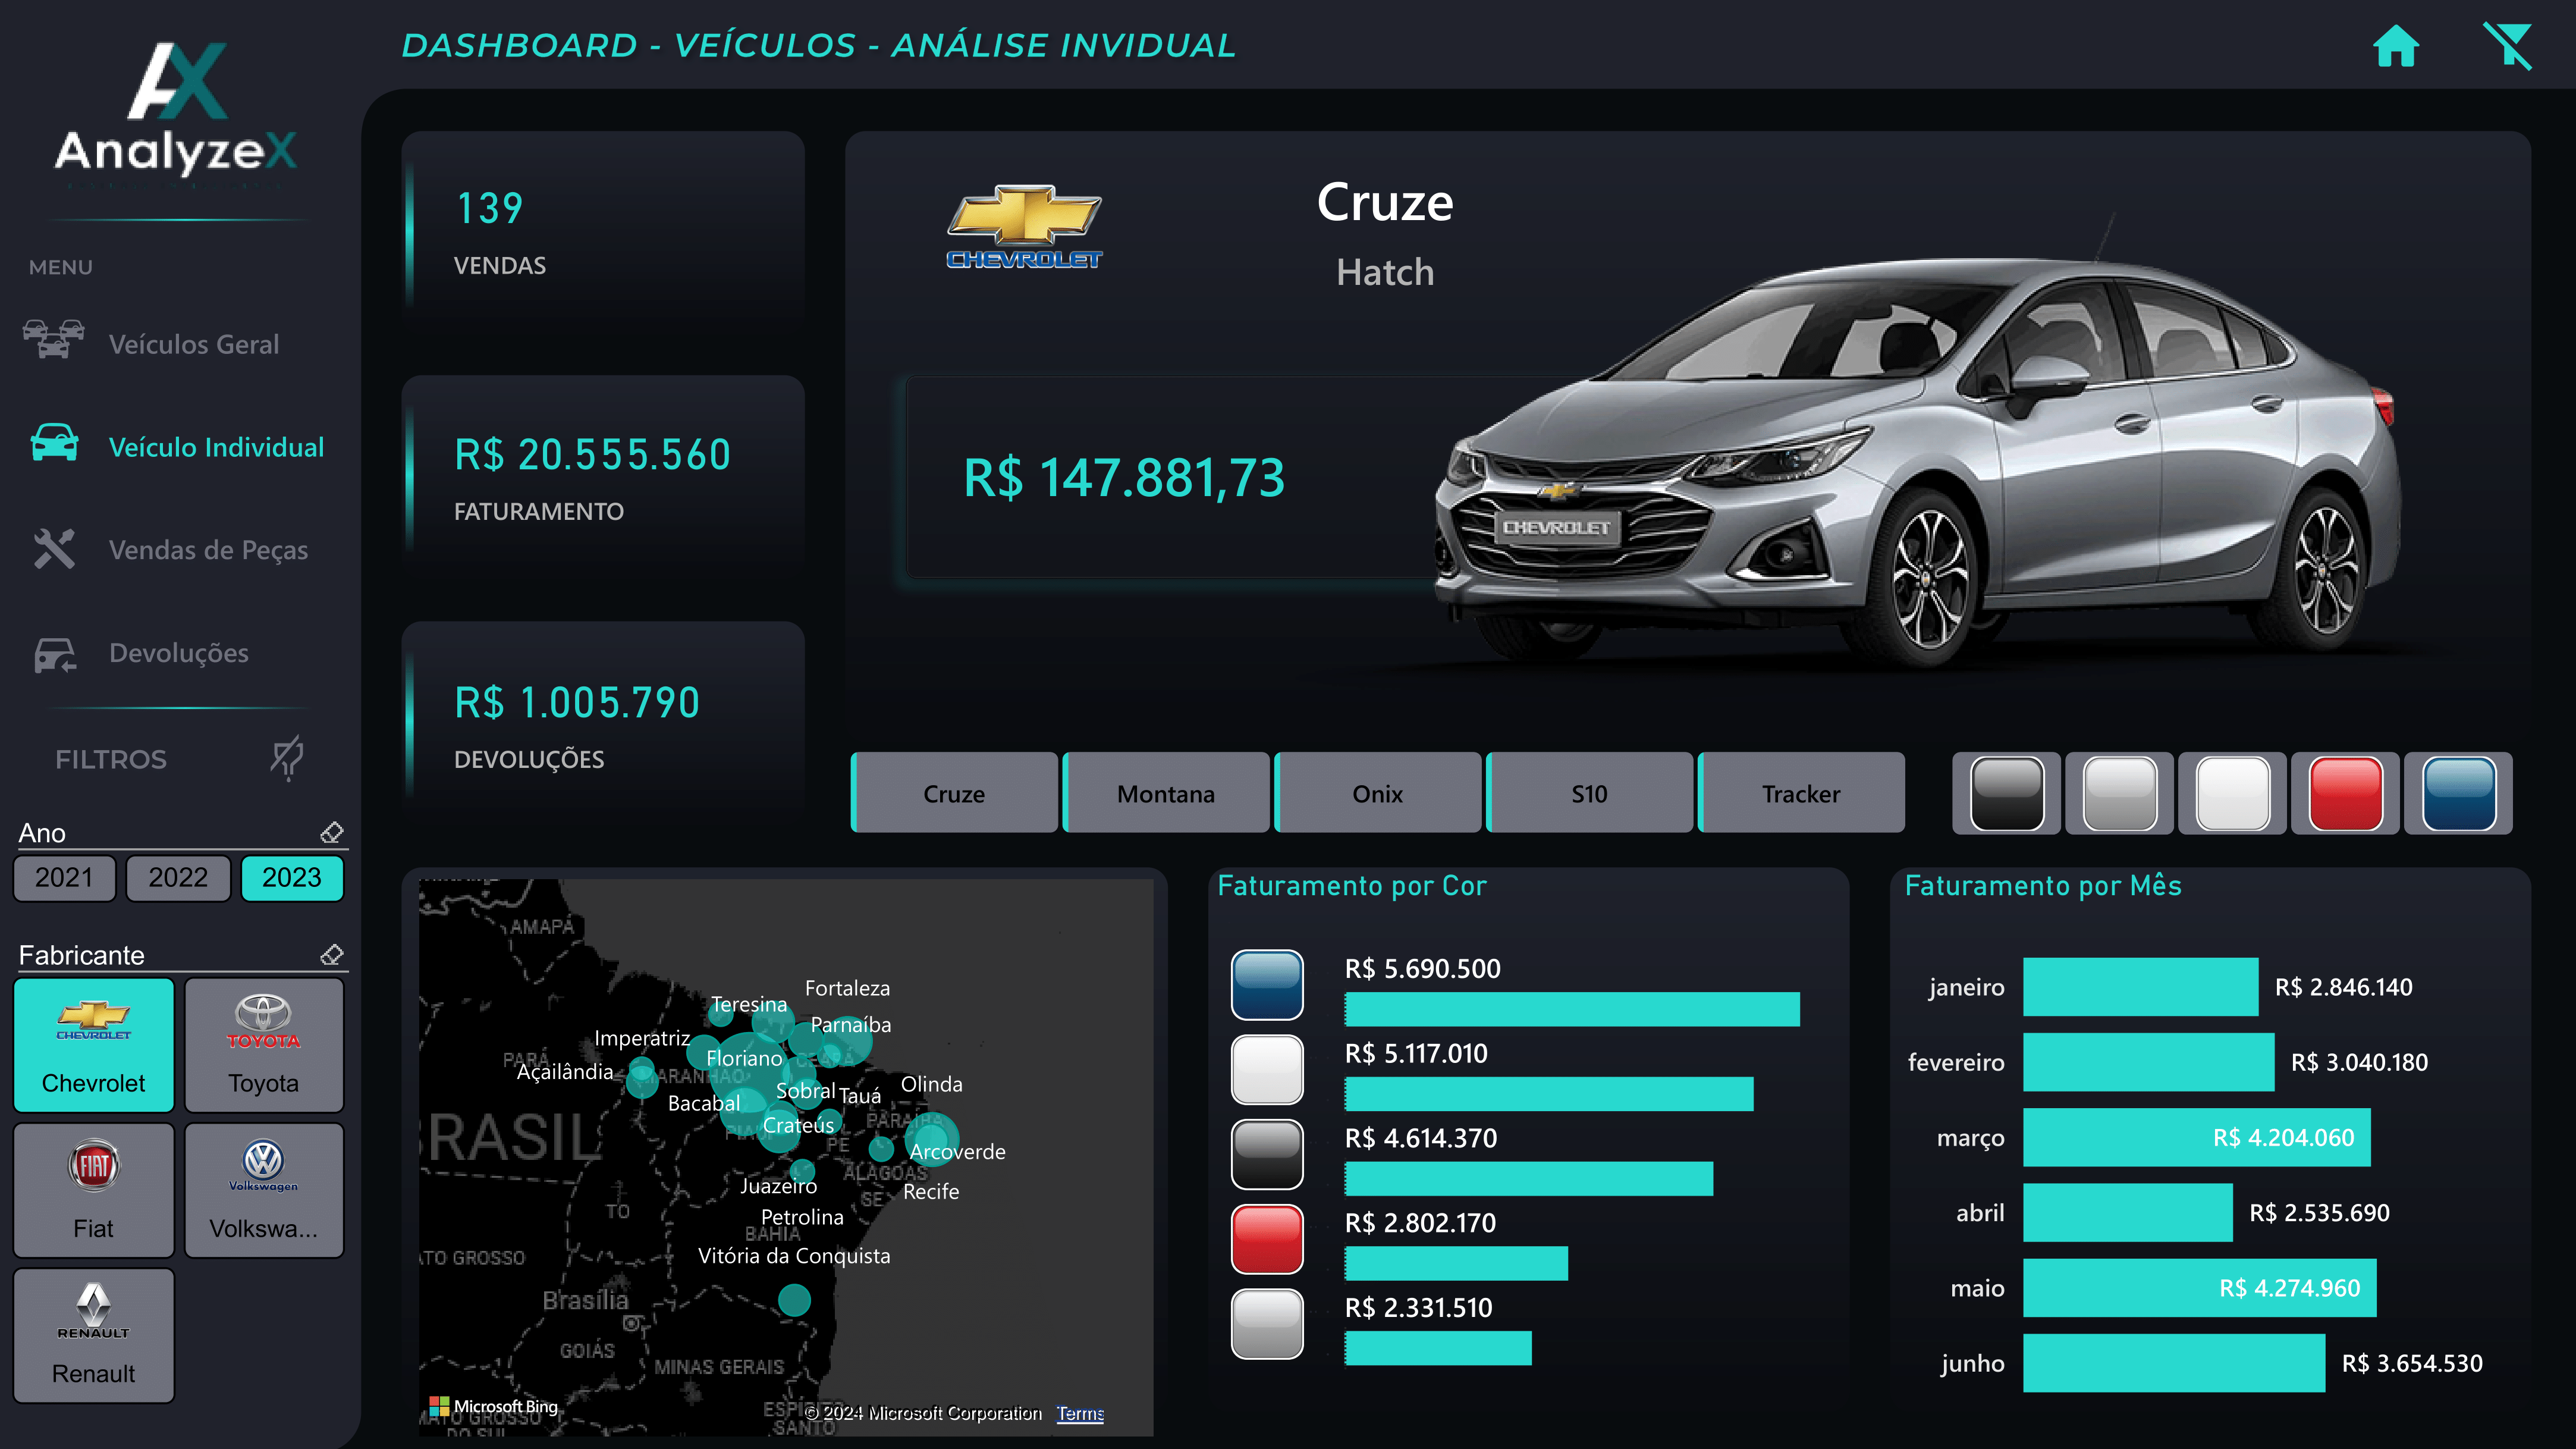 AnalyzeX
DASHBOARD - VEÍCULOS - ANÁLISE INVIDUAL
MENU
Veículos Geral
Veículo Individual
Vendas de Peças
Devoluções
FILTROS
Ano
2021 2022 2023
Fabricante
CHEVROLET
Chevrolet
TOYOTA
Toyota
FIAT
Fiat
Volkswagen
Volkswa...
RENAULT
Renault
139
VENDAS
R$ 20.555.560
FATURAMENTO
R$ 1.005.790
DEVOLUÇÕES
CHEVROLET
Cruze
Hatch
R$ 147.881,73
CHEVROLET
Cruze Montana Onix S10 Tracker
AMAPÁ
Fortaleza
Teresina
Parnaíba
Imperatriz
PARÁ
Floriano
CEARÁ
Açailândia
MARANHÃO
Sobral
Tauá
Olinda
Bacabal
PARAÍBA
Crateús
PIAUÍ
PE
RASIL
Arcoverde
ALAGOAS
Juazeiro
SE
Recife
TO
Petrolina
BAHIA
Vitória da Conquista
TO GROSSO
Brasília
GOIÁS
MINAS GERAIS
Microsoft Bing
MATO GROSSO
DO SUL
ESPÍRITO
SANTO
© 2024 Microsoft Corporation Terms
Faturamento por Cor
R$ 5.690.500
R$ 5.117.010
R$ 4.614.370
R$ 2.802.170
R$ 2.331.510
Faturamento por Mês
janeiro R$ 2.846.140
fevereiro R$ 3.040.180
março R$ 4.204.060
abril R$ 2.535.690
maio R$ 4.274.960
junho R$ 3.654.530